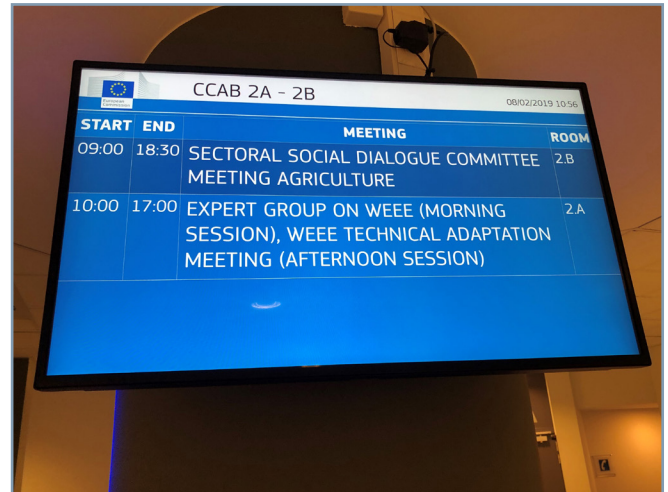 European
Commission
CCAB 2A - 2B
08/02/2019 10:56
START END MEETING ROOM
09:00 18:30 SECTORAL SOCIAL DIALOGUE COMMITTEE 2.B
MEETING AGRICULTURE
10:00 17:00 EXPERT GROUP ON WEEE (MORNING 2.A
SESSION), WEEE TECHNICAL ADAPTATION
MEETING (AFTERNOON SESSION)